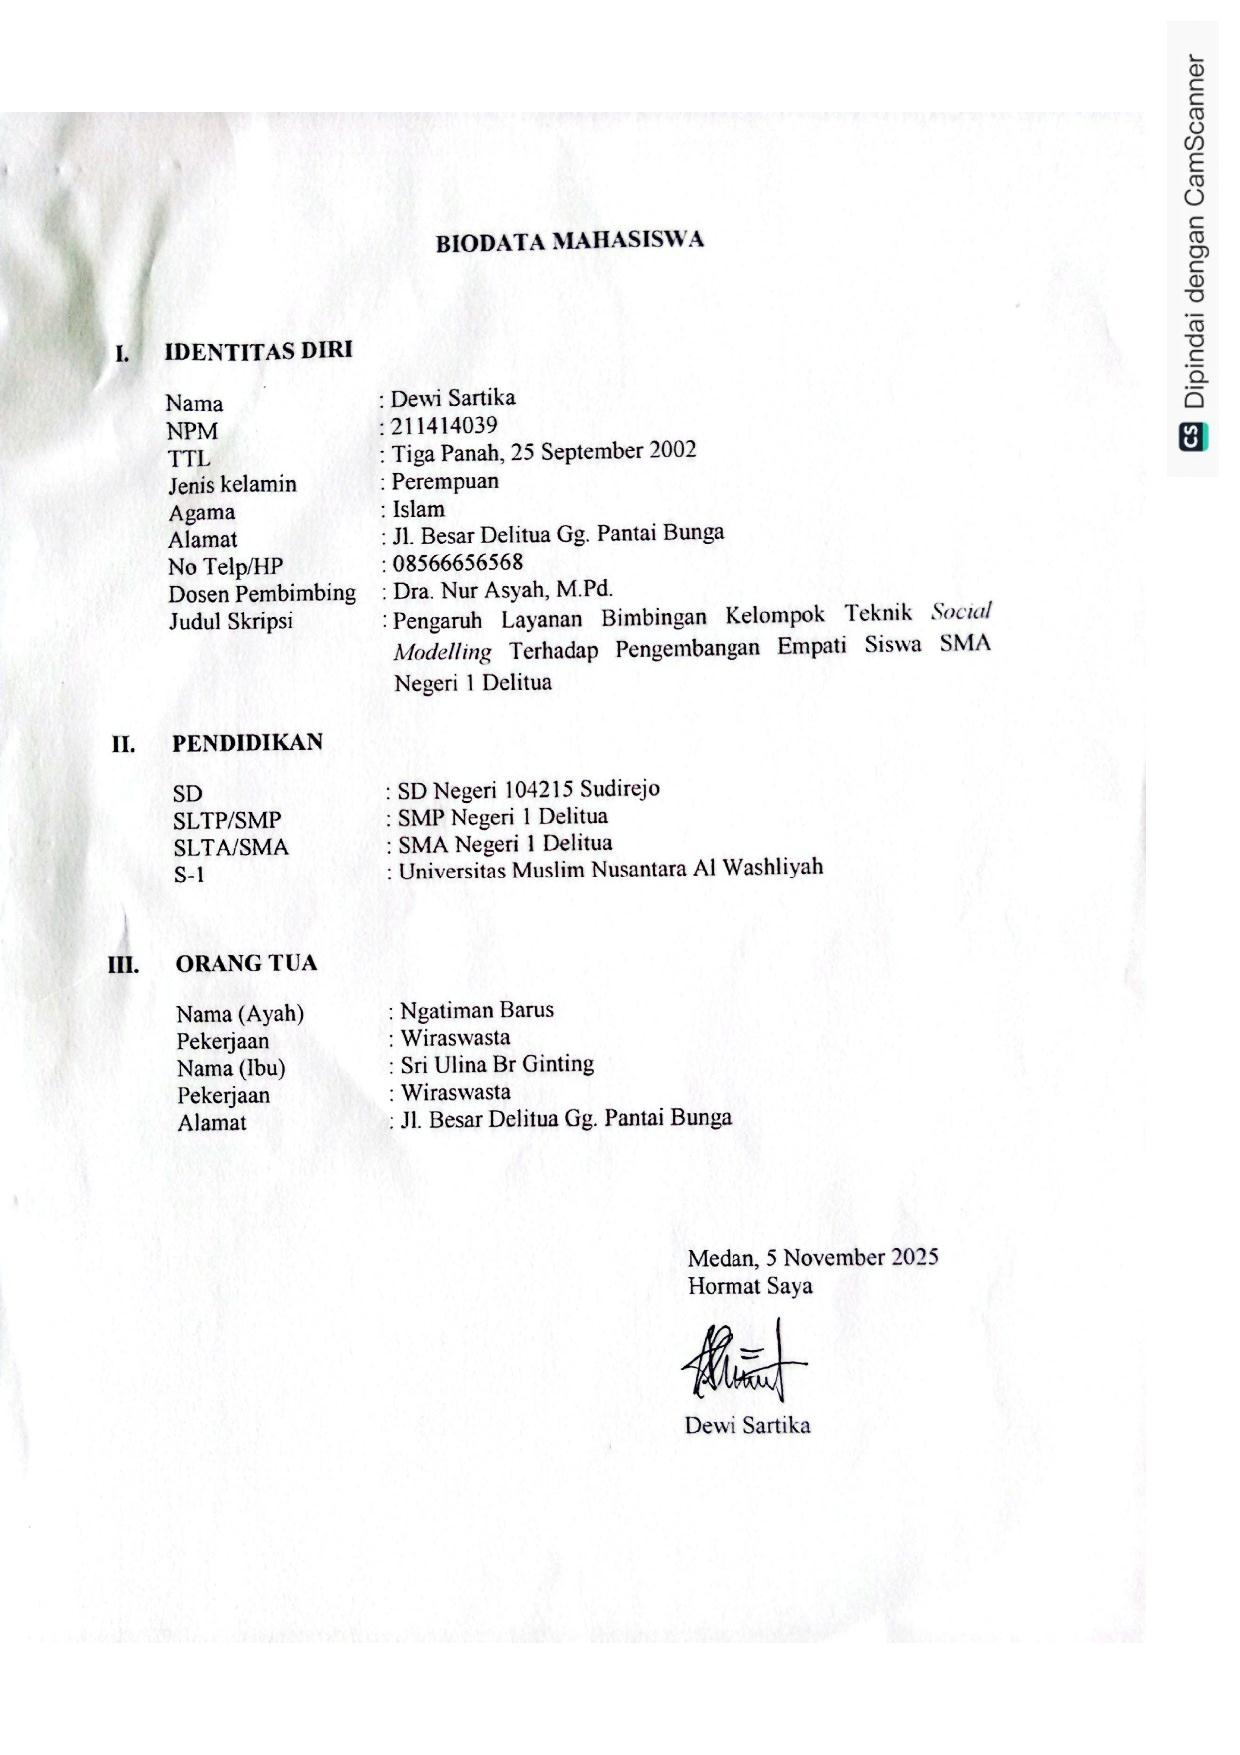 BIODATA MAHASISWA
I. IDENTITAS DIRI
Nama : Dewi Sartika
NPM : 211414039
TTL : Tiga Panah, 25 September 2002
Jenis kelamin : Perempuan
Agama : Islam
Alamat : Jl. Besar Delitua Gg. Pantai Bunga
No Telp/HP : 08566656568
Dosen Pembimbing : Dra. Nur Asyah, M.Pd.
Judul Skripsi : Pengaruh Layanan Bimbingan Kelompok Teknik Social
Modelling Terhadap Pengembangan Empati Siswa SMA
Negeri 1 Delitua
II. PENDIDIKAN
SD : SD Negeri 104215 Sudirejo
SLTP/SMP : SMP Negeri 1 Delitua
SLTA/SMA : SMA Negeri 1 Delitua
S-1 : Universitas Muslim Nusantara Al Washliyah
III. ORANG TUA
Nama (Ayah) : Ngatiman Barus
Pekerjaan : Wiraswasta
Nama (Ibu) : Sri Ulina Br Ginting
Pekerjaan : Wiraswasta
Alamat : Jl. Besar Delitua Gg. Pantai Bunga
Medan, 5 November 2025
Hormat Saya
Dewi Sartika
CS Dipindai dengan CamScanner